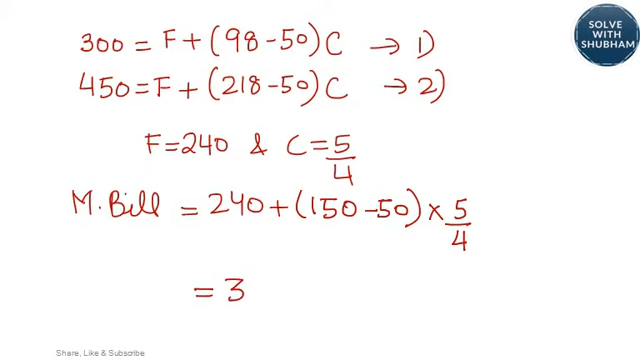 SOLVE
WITH
SHUBHAM
300 = F + (98 - 50) C → 1)
450 = F + (218 - 50) C → 2)
F = 240 & C = 5/4
M. Bill = 240 + (150 - 50) × 5/4
= 3
Share, Like & Subscribe